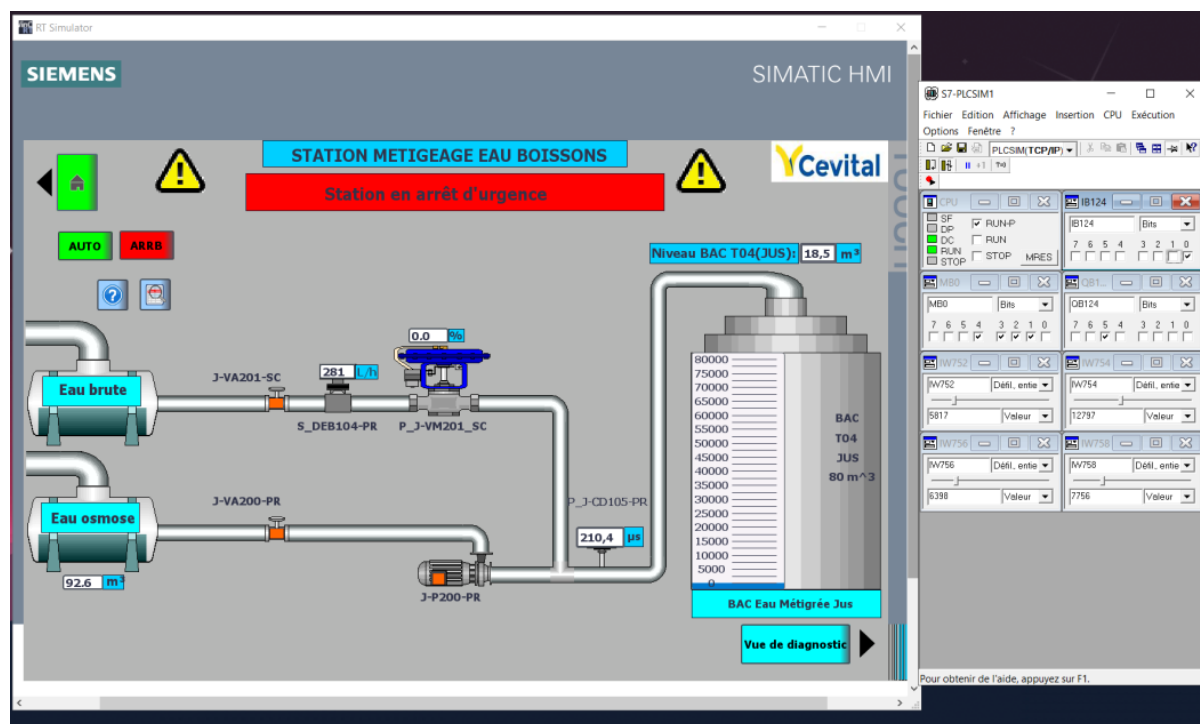 RT Simulator
SIEMENS
SIMATIC HMI
STATION METIGEAGE EAU BOISSONS
Station en arrêt d'urgence
Cevital
AUTO
ARRB
Niveau BAC T04(JUS): 18,5 m³
0.0 %
J-VA201-SC
281 L/h
Eau brute
S_DEB104-PR
P_J-VM201_SC
J-VA200-PR
Eau osmose
92.6 m³
J-P200-PR
P_J-CD105-PR
210,4 µs
80000
75000
70000
65000
60000
55000
50000
45000
40000
35000
30000
25000
20000
15000
10000
5000
0
BAC
T04
JUS
80 m^3
BAC Eau Métigrée Jus
Vue de diagnostic
S7-PLCSIM1
Fichier Edition Affichage Insertion CPU Exécution
Options Fenêtre ?
PLCSIM(TCP/IP)
+1 T=0
CPU
SF
DP
DC
RUN
STOP
RUN-P
RUN
STOP
MRES
IB124
IB124 Bits
7 6 5 4 3 2 1 0
MB0
MB0 Bits
7 6 5 4 3 2 1 0
QB1...
QB124 Bits
7 6 5 4 3 2 1 0
IW752
IW752 Défil., entie
5817 Valeur
IW754
IW754 Défil., entie
12797 Valeur
IW756
IW756 Défil., entie
6398 Valeur
IW758
IW758 Défil., entie
7756 Valeur
Pour obtenir de l'aide, appuyez sur F1.